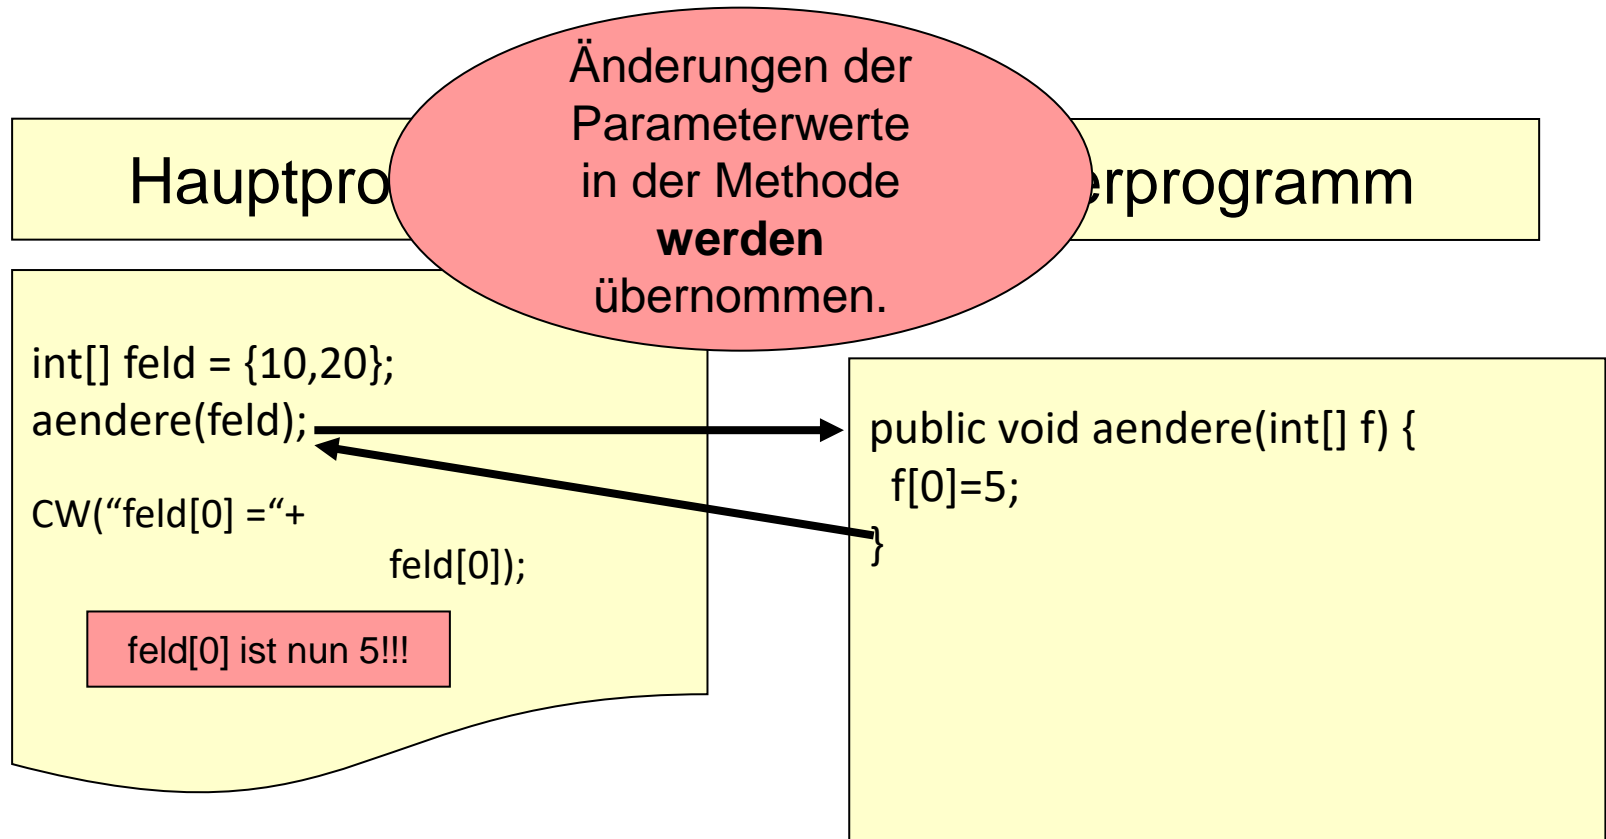 Änderungen der
Parameterwerte
in der Methode
werden
übernommen.
Hauptpro
erprogramm
int[] feld = {10,20};
aendere(feld);
CW(“feld[0] =“+
feld[0]);
feld[0] ist nun 5!!!
public void aendere(int[] f) {
f[0]=5;
}